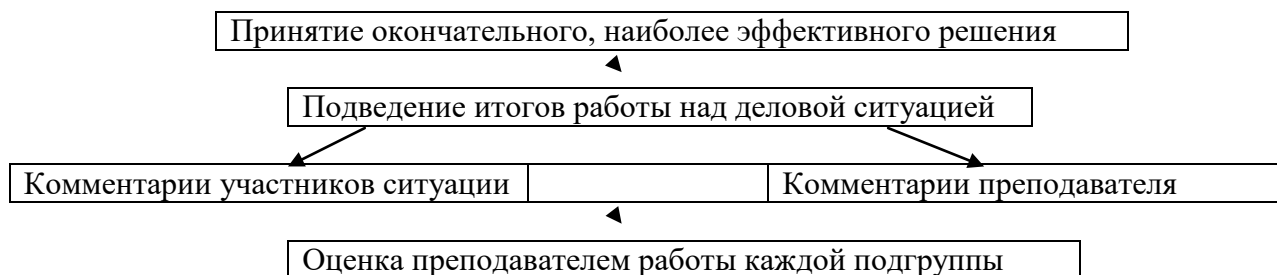 Принятие окончательного, наиболее эффективного решения
Подведение итогов работы над деловой ситуацией
Комментарии участников ситуации Комментарии преподавателя
Оценка преподавателем работы каждой подгруппы